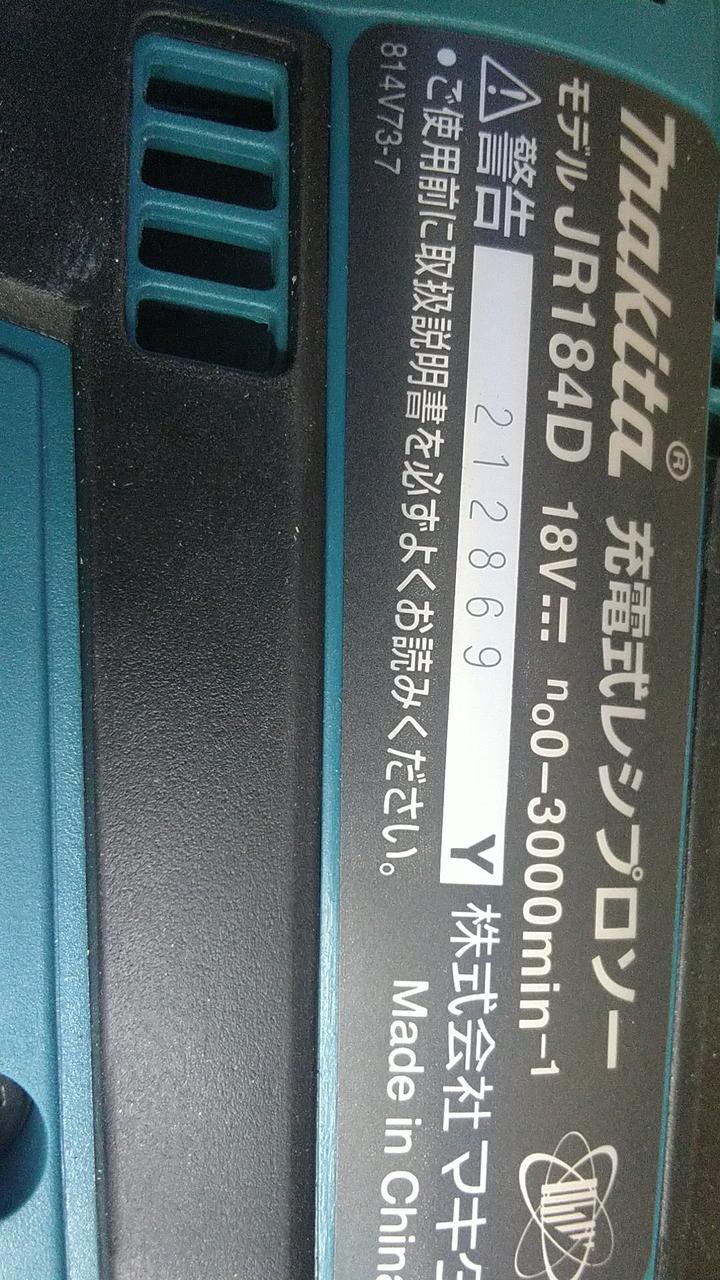 makita® 充電式レシプロソー
モデル JR184D 18V⎓ n₀0−3000min⁻¹
⚠警告 212869 Y 株式会社 マキタ
●ご使用前に取扱説明書を必ずよくお読みください。 Made in China
814V73-7